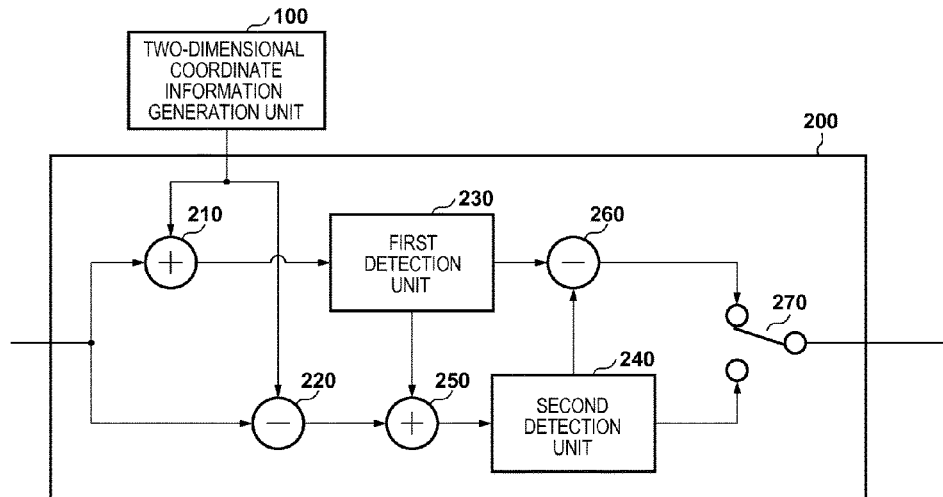 100
TWO-DIMENSIONAL
COORDINATE
INFORMATION
GENERATION UNIT
200
210
+
230
FIRST
DETECTION
UNIT
260
−
270
220
−
250
+
240
SECOND
DETECTION
UNIT